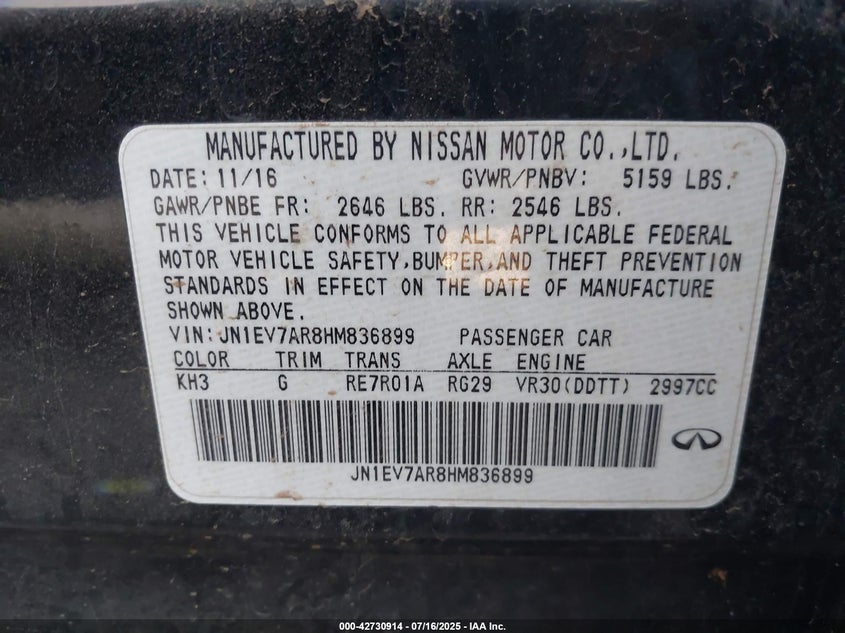 MANUFACTURED BY NISSAN MOTOR CO.,LTD.
DATE: 11/16 GVWR/PNBV: 5159 LBS.
GAWR/PNBE FR: 2646 LBS. RR: 2546 LBS.
THIS VEHICLE CONFORMS TO ALL APPLICABLE FEDERAL
MOTOR VEHICLE SAFETY,BUMPER,AND THEFT PREVENTION
STANDARDS IN EFFECT ON THE DATE OF MANUFACTURE
SHOWN ABOVE.
VIN:JN1EV7AR8HM836899 PASSENGER CAR
COLOR TRIM TRANS AXLE ENGINE
KH3 G RE7R01A RG29 VR30(DDTT) 2997CC
JN1EV7AR8HM836899
000-42730914 - 07/16/2025 - IAA Inc.